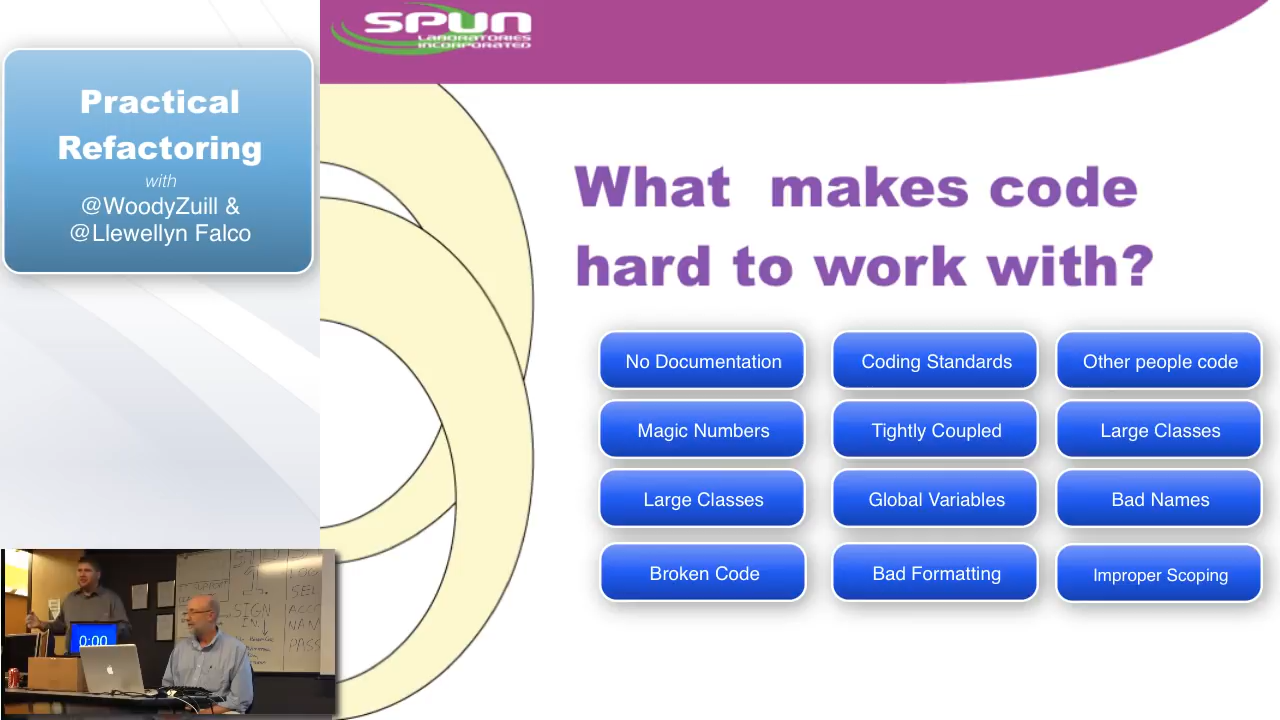 SPUN
LABORATORIES
INCORPORATED
Practical
Refactoring
with
@WoodyZuill &
@Llewellyn Falco
What makes code
hard to work with?
No Documentation
Coding Standards
Other people code
Magic Numbers
Tightly Coupled
Large Classes
Large Classes
Global Variables
Bad Names
Broken Code
Bad Formatting
Improper Scoping
0:00
SIGN
IN